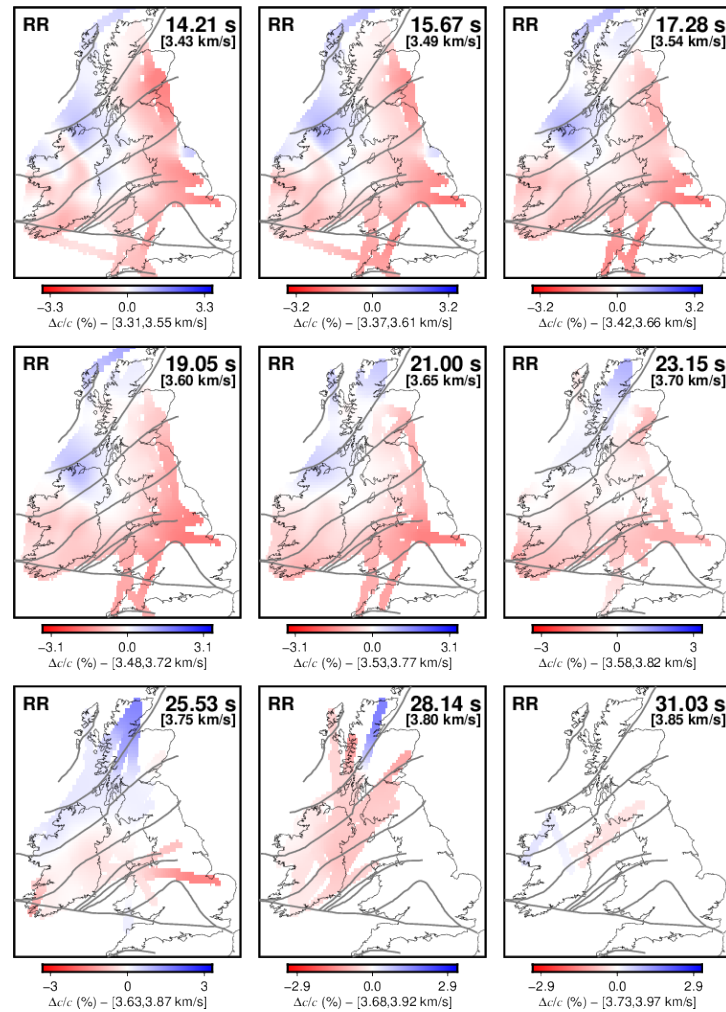 RR 14.21 s
[3.43 km/s]
RR 15.67 s
[3.49 km/s]
RR 17.28 s
[3.54 km/s]
−3.3 0.0 3.3
Δc/c (%) − [3.31,3.55 km/s]
−3.2 0.0 3.2
Δc/c (%) − [3.37,3.61 km/s]
−3.2 0.0 3.2
Δc/c (%) − [3.42,3.66 km/s]
RR 19.05 s
[3.60 km/s]
RR 21.00 s
[3.65 km/s]
RR 23.15 s
[3.70 km/s]
−3.1 0.0 3.1
Δc/c (%) − [3.48,3.72 km/s]
−3.1 0.0 3.1
Δc/c (%) − [3.53,3.77 km/s]
−3 0 3
Δc/c (%) − [3.58,3.82 km/s]
RR 25.53 s
[3.75 km/s]
RR 28.14 s
[3.80 km/s]
RR 31.03 s
[3.85 km/s]
−3 0 3
Δc/c (%) − [3.63,3.87 km/s]
−2.9 0.0 2.9
Δc/c (%) − [3.68,3.92 km/s]
−2.9 0.0 2.9
Δc/c (%) − [3.73,3.97 km/s]